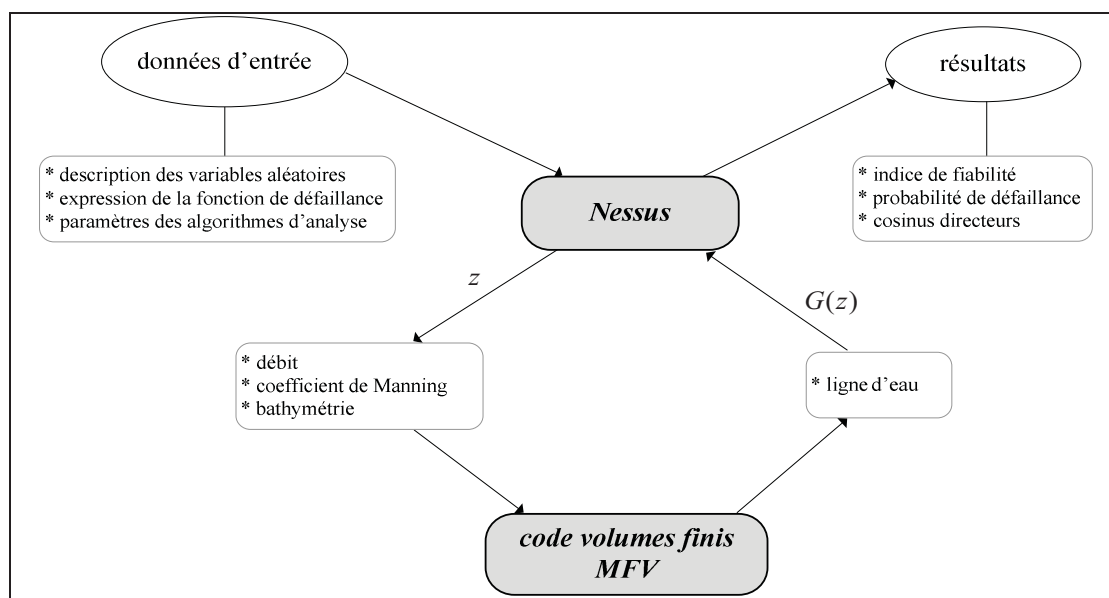 données d’entrée
résultats
* description des variables aléatoires
* expression de la fonction de défaillance
* paramètres des algorithmes d’analyse
* indice de fiabilité
* probabilité de défaillance
* cosinus directeurs
Nessus
z
G(z)
* débit
* coefficient de Manning
* bathymétrie
* ligne d’eau
code volumes finis
MFV